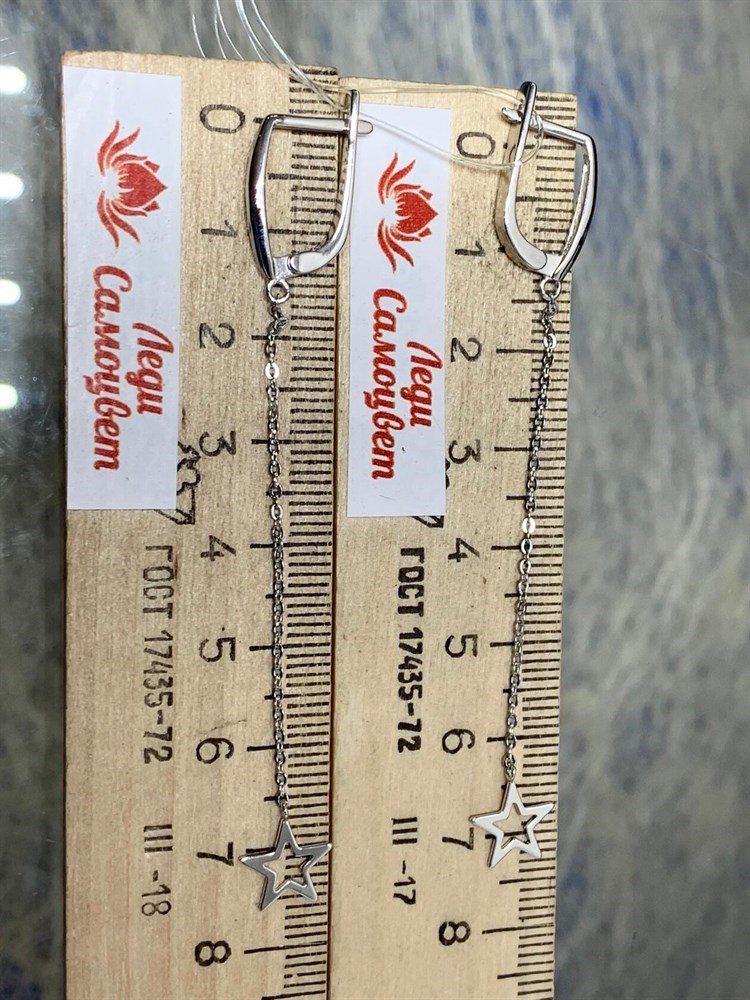 Леди
Самоцвет
0
1
2
3
4
5
6
7
8
ГОСТ 17435-72
III -18
Леди
Самоцвет
0
1
2
3
4
5
6
7
8
ГОСТ 17435-72
III -17